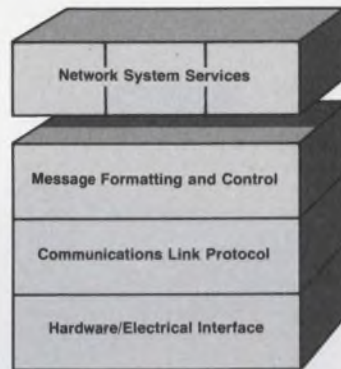 Network System Services
Message Formatting and Control
Communications Link Protocol
Hardware/Electrical Interface